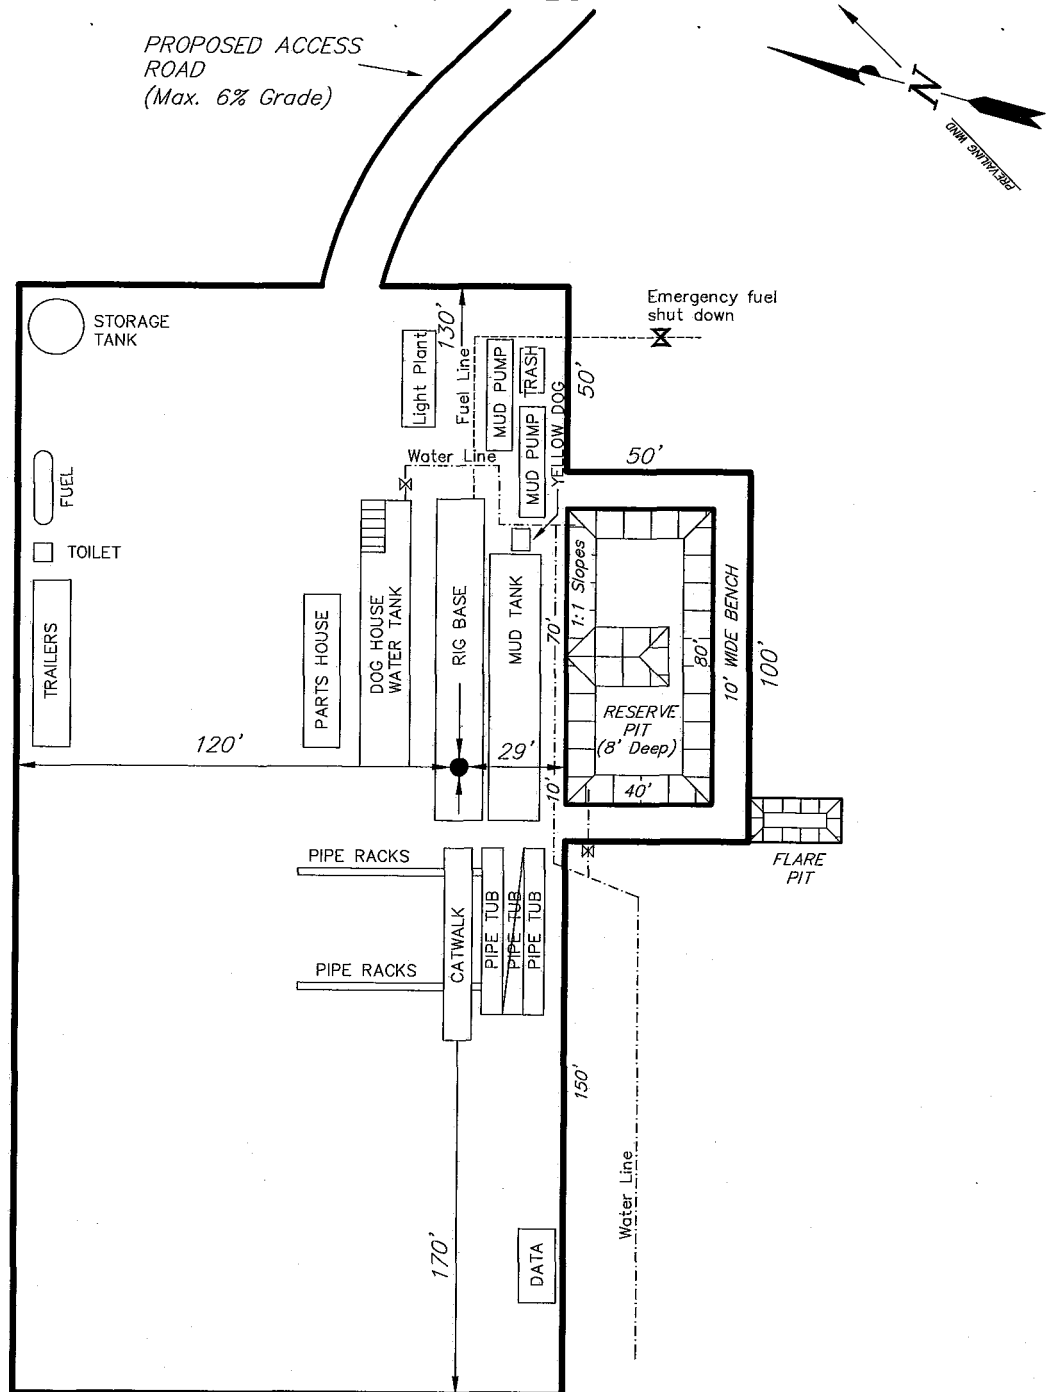 PROPOSED ACCESS
ROAD
(Max. 6% Grade)
N
PREVAILING WIND
STORAGE
TANK
Light Plant
130'
Fuel Line
MUD PUMP
TRASH
MUD PUMP
YELLOW DOG
50'
Emergency fuel
shut down
Water Line
50'
FUEL
TOILET
TRAILERS
PARTS HOUSE
DOG HOUSE
WATER TANK
RIG BASE
MUD TANK
70'
1:1 Slopes
80'
10' WIDE BENCH
100'
RESERVE
PIT
(8' Deep)
120'
29'
10'
40'
FLARE
PIT
PIPE RACKS
PIPE RACKS
CATWALK
PIPE TUB
PIPE TUB
PIPE TUB
150'
Water Line
170'
DATA